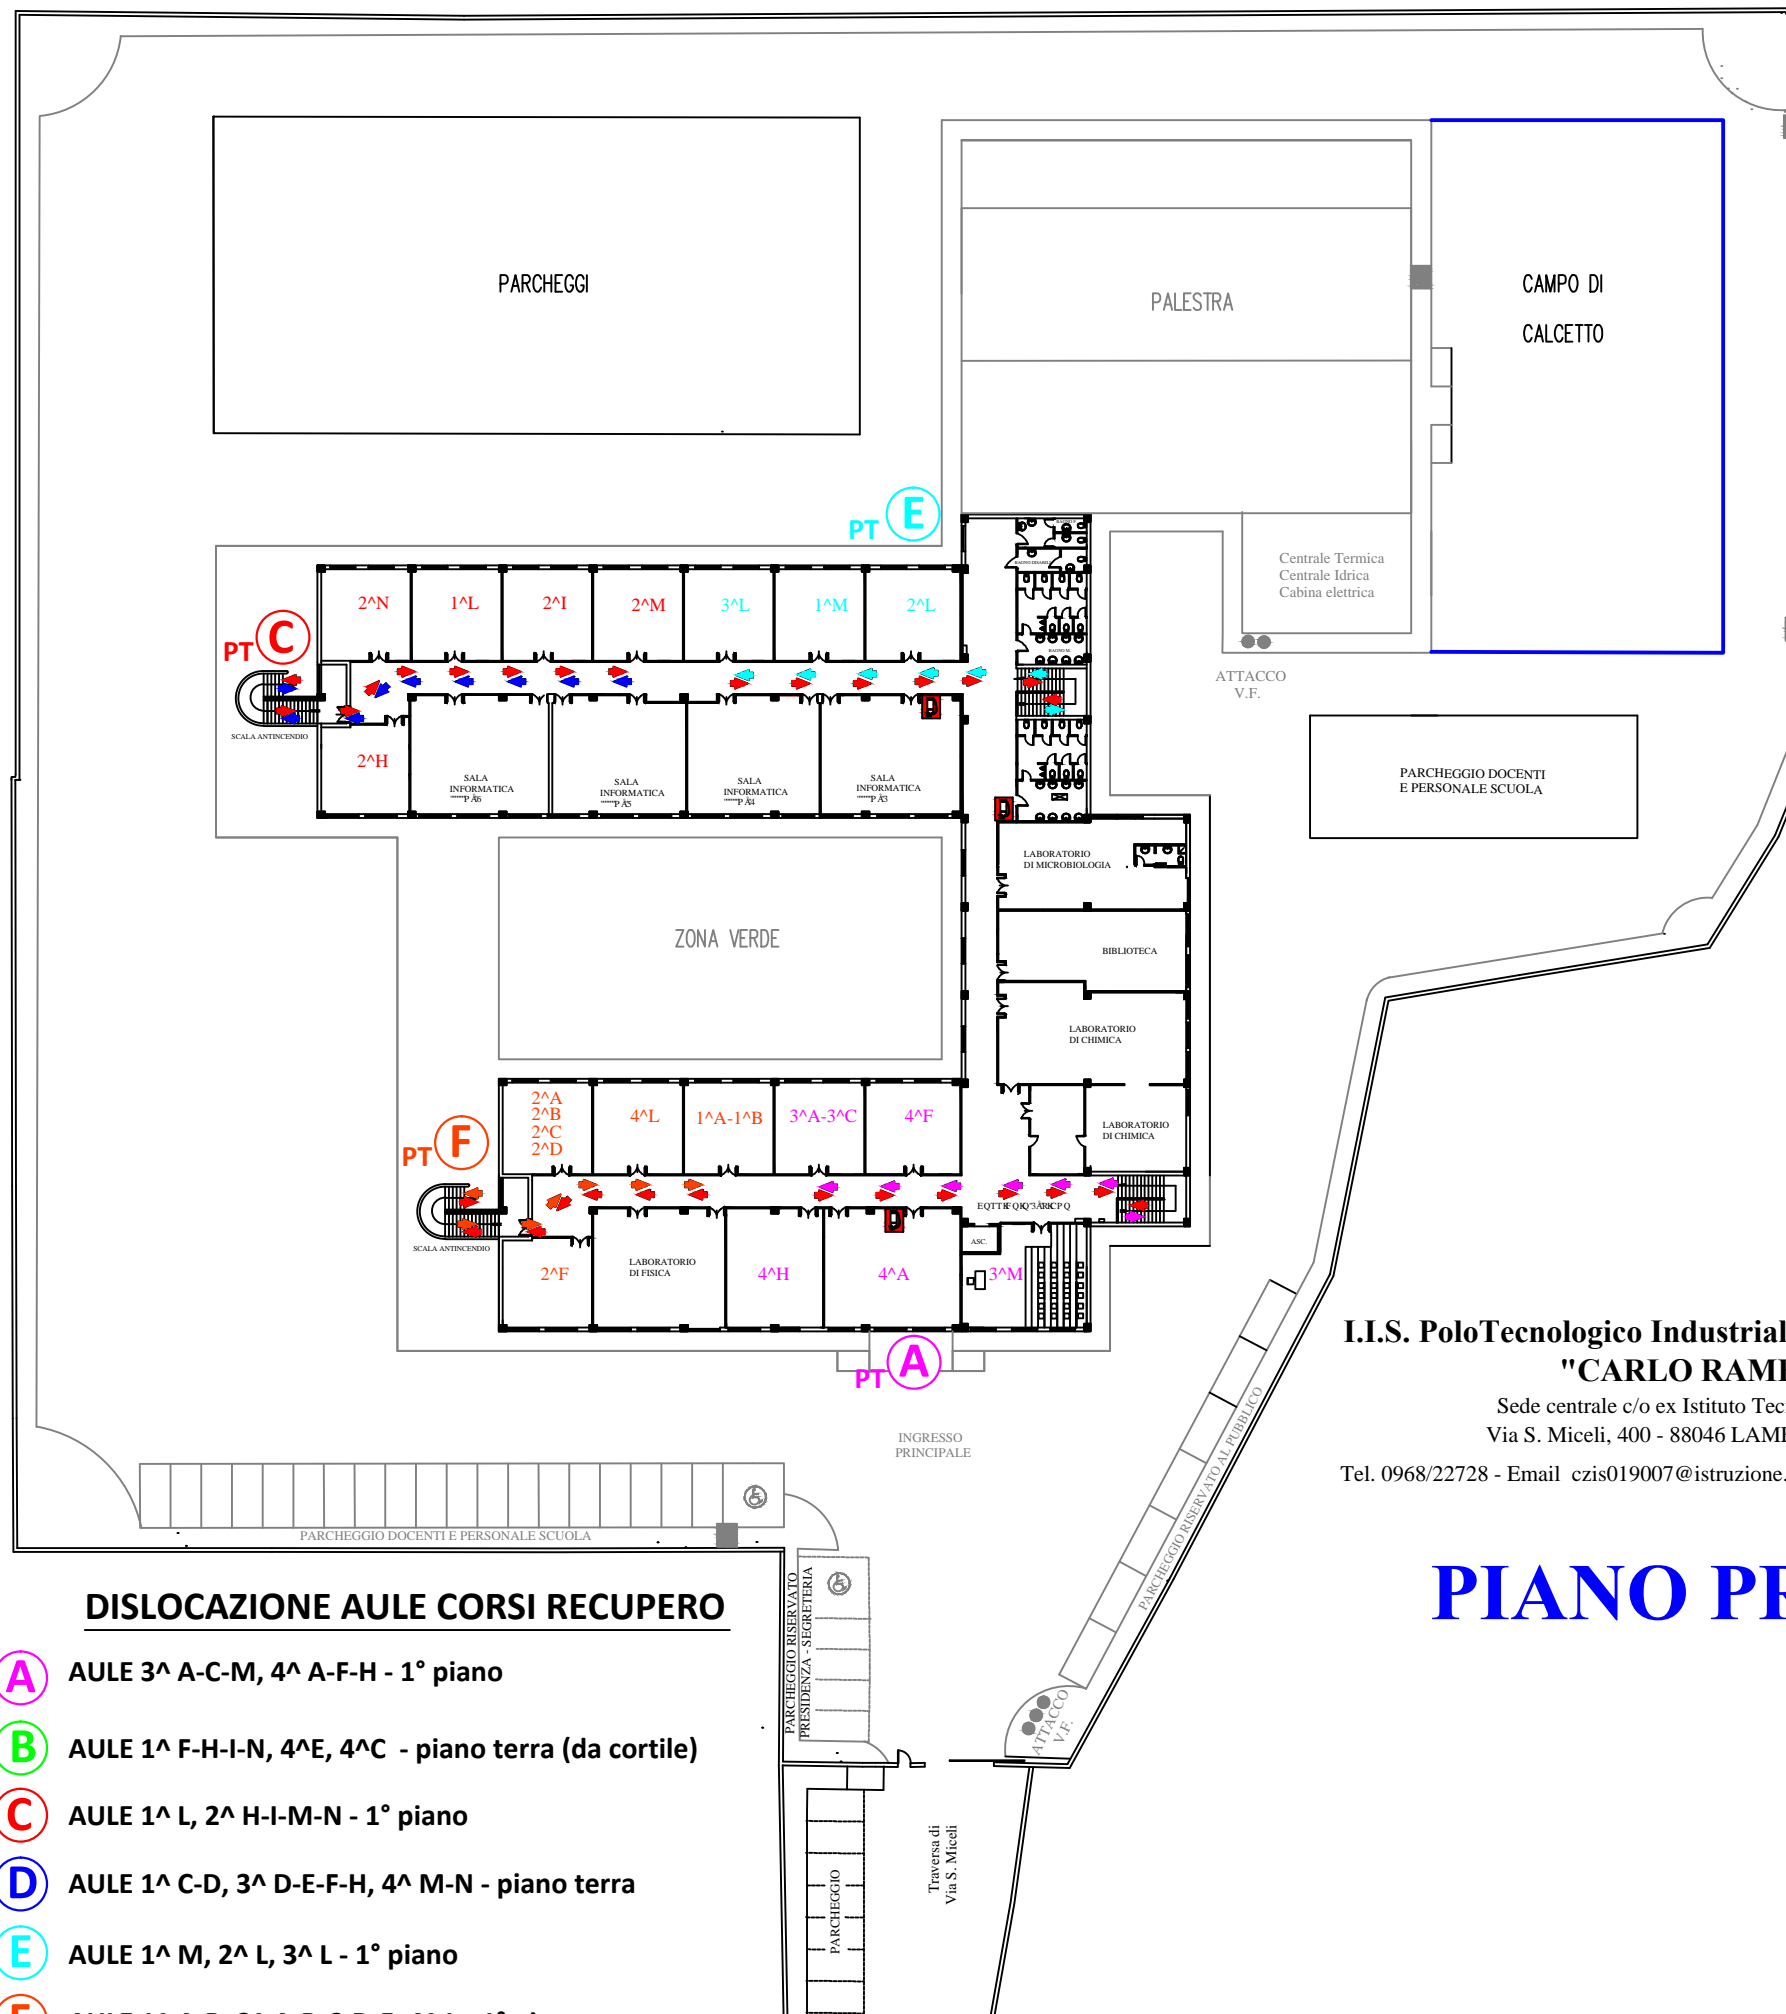 PARCHEGGI
PALESTRA
CAMPO DI
CALCETTO
PT E
Centrale Termica
Centrale Idrica
Cabina elettrica
ATTACCO
V.F.
BAGNO M.
PT C
2^N
1^L
2^I
2^M
3^L
1^M
2^L
SCALA ANTINCENDIO
2^H
SALA
INFORMATICA
SALA
INFORMATICA
SALA
INFORMATICA
SALA
INFORMATICA
PARCHEGGIO DOCENTI
E PERSONALE SCUOLA
LABORATORIO
DI MICROBIOLOGIA
BIBLIOTECA
ZONA VERDE
LABORATORIO
DI CHIMICA
LABORATORIO
DI CHIMICA
PT F
2^A
2^B
2^C
2^D
4^L
1^A-1^B
3^A-3^C
4^F
SCALA ANTINCENDIO
2^F
LABORATORIO
DI FISICA
4^H
4^A
ASC.
3^M
PT A
INGRESSO
PRINCIPALE
PARCHEGGIO DOCENTI E PERSONALE SCUOLA
PARCHEGGIO RISERVATO
PRESIDENZA - SEGRETERIA
PARCHEGGIO RISERVATO AL PUBBLICO
ATTACCO
V.F.
PARCHEGGIO
Traversa di
Via S. Miceli
I.I.S. PoloTecnologico Industrial
"CARLO RAMB
Sede centrale c/o ex Istituto Tec
Via S. Miceli, 400 - 88046 LAM
Tel. 0968/22728 - Email czis019007@istruzione.
PIANO PR
DISLOCAZIONE AULE CORSI RECUPERO
A AULE 3^ A-C-M, 4^ A-F-H - 1° piano
B AULE 1^ F-H-I-N, 4^E, 4^C - piano terra (da cortile)
C AULE 1^ L, 2^ H-I-M-N - 1° piano
D AULE 1^ C-D, 3^ D-E-F-H, 4^ M-N - piano terra
E AULE 1^ M, 2^ L, 3^ L - 1° piano